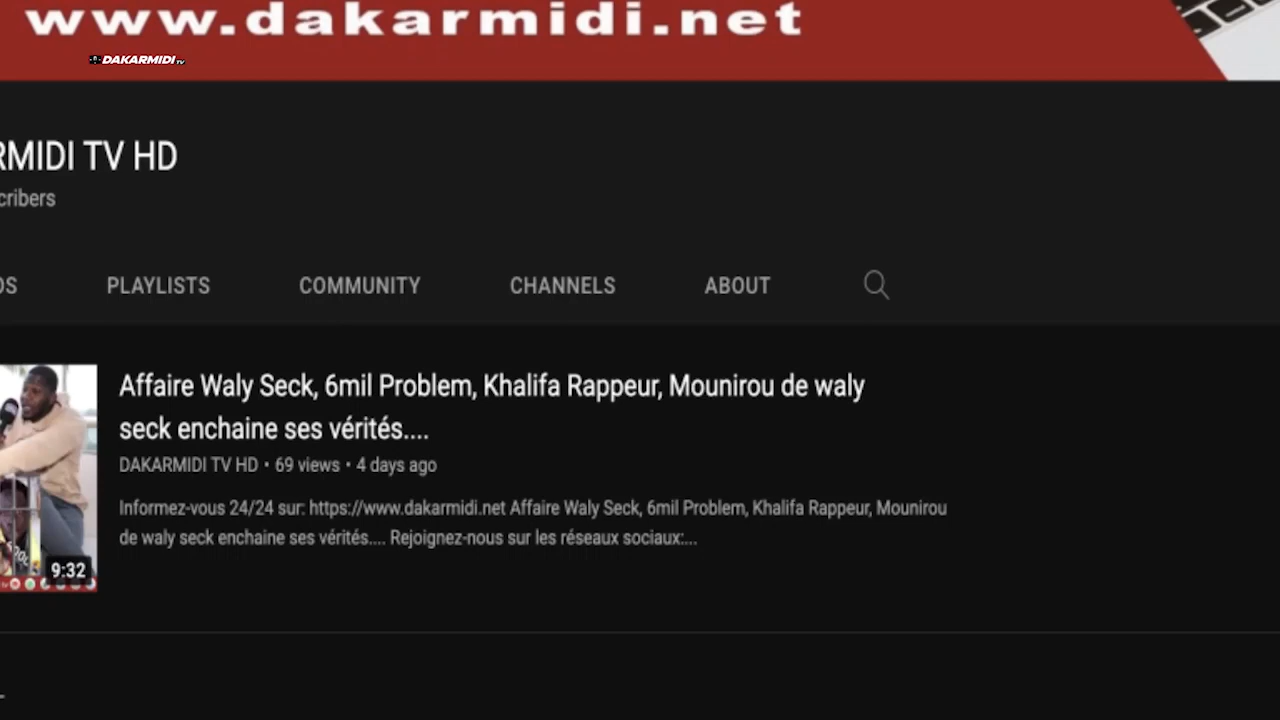 www.dakarmidi.net
DAKARMIDI TV
RMIDI TV HD
cribers
OS PLAYLISTS COMMUNITY CHANNELS ABOUT
Affaire Waly Seck, 6mil Problem, Khalifa Rappeur, Mounirou de waly
seck enchaine ses vérités....
DAKARMIDI TV HD • 69 views • 4 days ago
Informez-vous 24/24 sur: https://www.dakarmidi.net Affaire Waly Seck, 6mil Problem, Khalifa Rappeur, Mounirou
de waly seck enchaine ses vérités.... Rejoignez-nous sur les réseaux sociaux:...
9:32